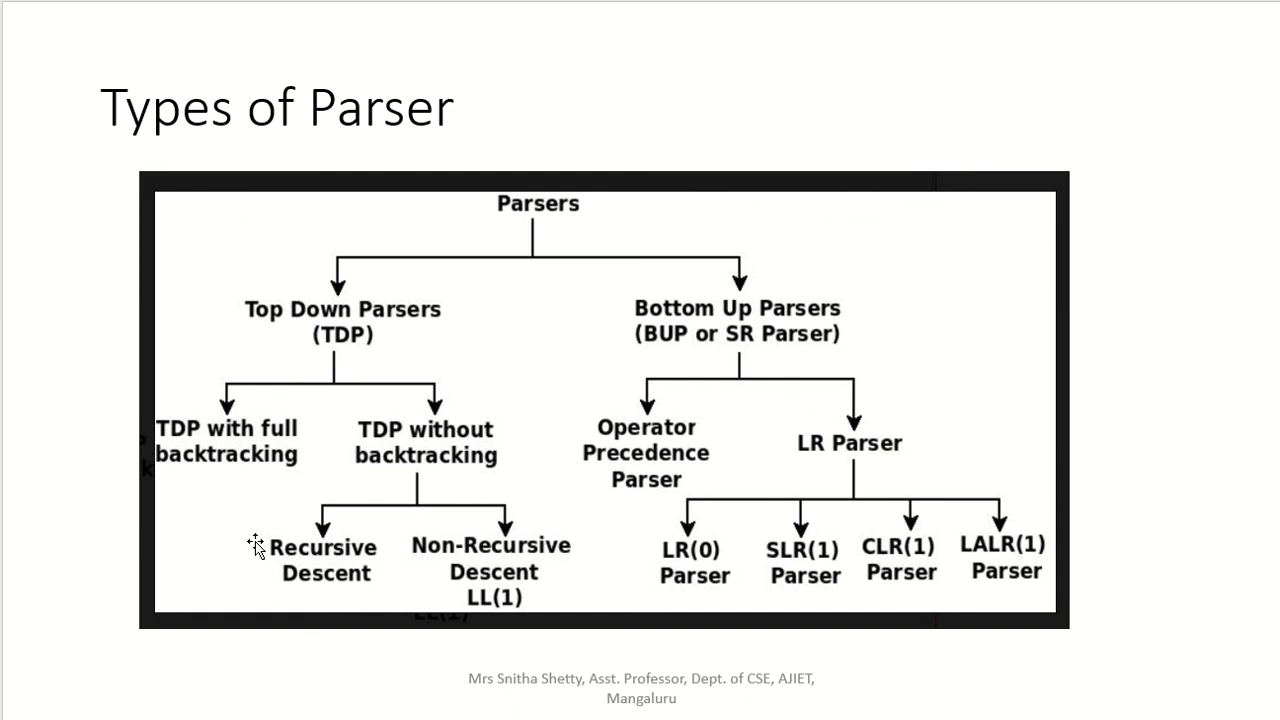 Types of Parser
Parsers
Top Down Parsers
(TDP)
Bottom Up Parsers
(BUP or SR Parser)
TDP with full
backtracking
TDP without
backtracking
Operator
Precedence
Parser
LR Parser
Recursive
Descent
Non-Recursive
Descent
LL(1)
LR(0)
Parser
SLR(1)
Parser
CLR(1)
Parser
LALR(1)
Parser
Mrs Snitha Shetty, Asst. Professor, Dept. of CSE, AJIET,
Mangaluru